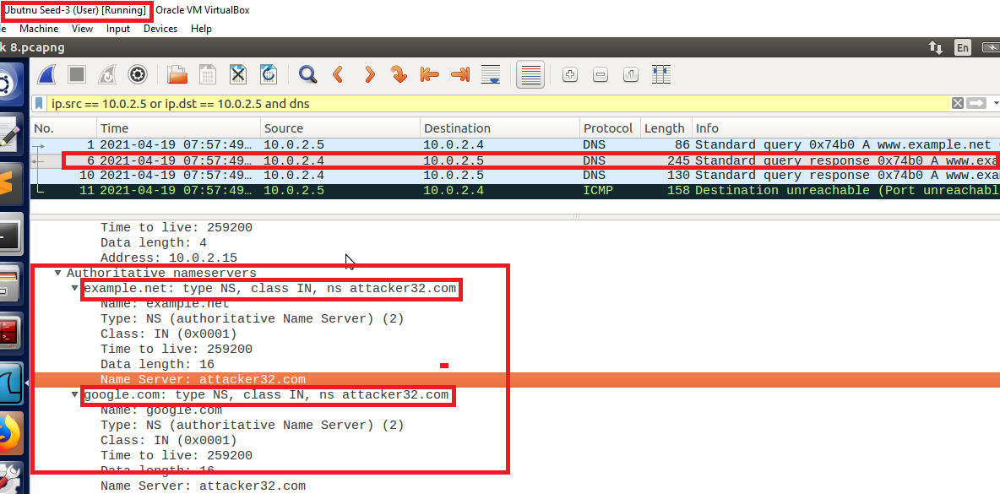 Ubutnu Seed-3 (User) [Running] Oracle VM VirtualBox
Machine View Input Devices Help
k 8.pcapng En
ip.src == 10.0.2.5 or ip.dst == 10.0.2.5 and dns
No. Time Source Destination Protocol Length Info
1 2021-04-19 07:57:49… 10.0.2.5 10.0.2.4 DNS 86 Standard query 0x74b0 A www.example.net
6 2021-04-19 07:57:49… 10.0.2.4 10.0.2.5 DNS 245 Standard query response 0x74b0 A www.exa
10 2021-04-19 07:57:49… 10.0.2.4 10.0.2.5 DNS 130 Standard query response 0x74b0 A www.exa
11 2021-04-19 07:57:49… 10.0.2.5 10.0.2.4 ICMP 158 Destination unreachable (Port unreachabl
Time to live: 259200
Data length: 4
Address: 10.0.2.15
Authoritative nameservers
example.net: type NS, class IN, ns attacker32.com
Name: example.net
Type: NS (authoritative Name Server) (2)
Class: IN (0x0001)
Time to live: 259200
Data length: 16
Name Server: attacker32.com
google.com: type NS, class IN, ns attacker32.com
Name: google.com
Type: NS (authoritative Name Server) (2)
Class: IN (0x0001)
Time to live: 259200
Data length: 16
Name Server: attacker32.com